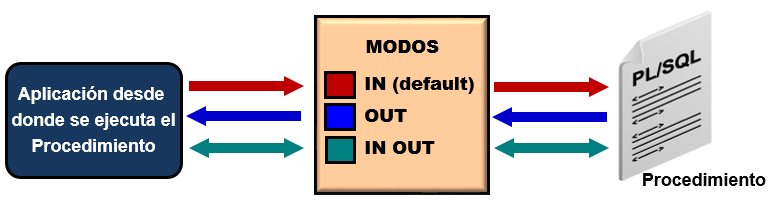 Aplicación desde
donde se ejecuta el
Procedimiento
MODOS
IN (default)
OUT
IN OUT
PL/SQL
Procedimiento